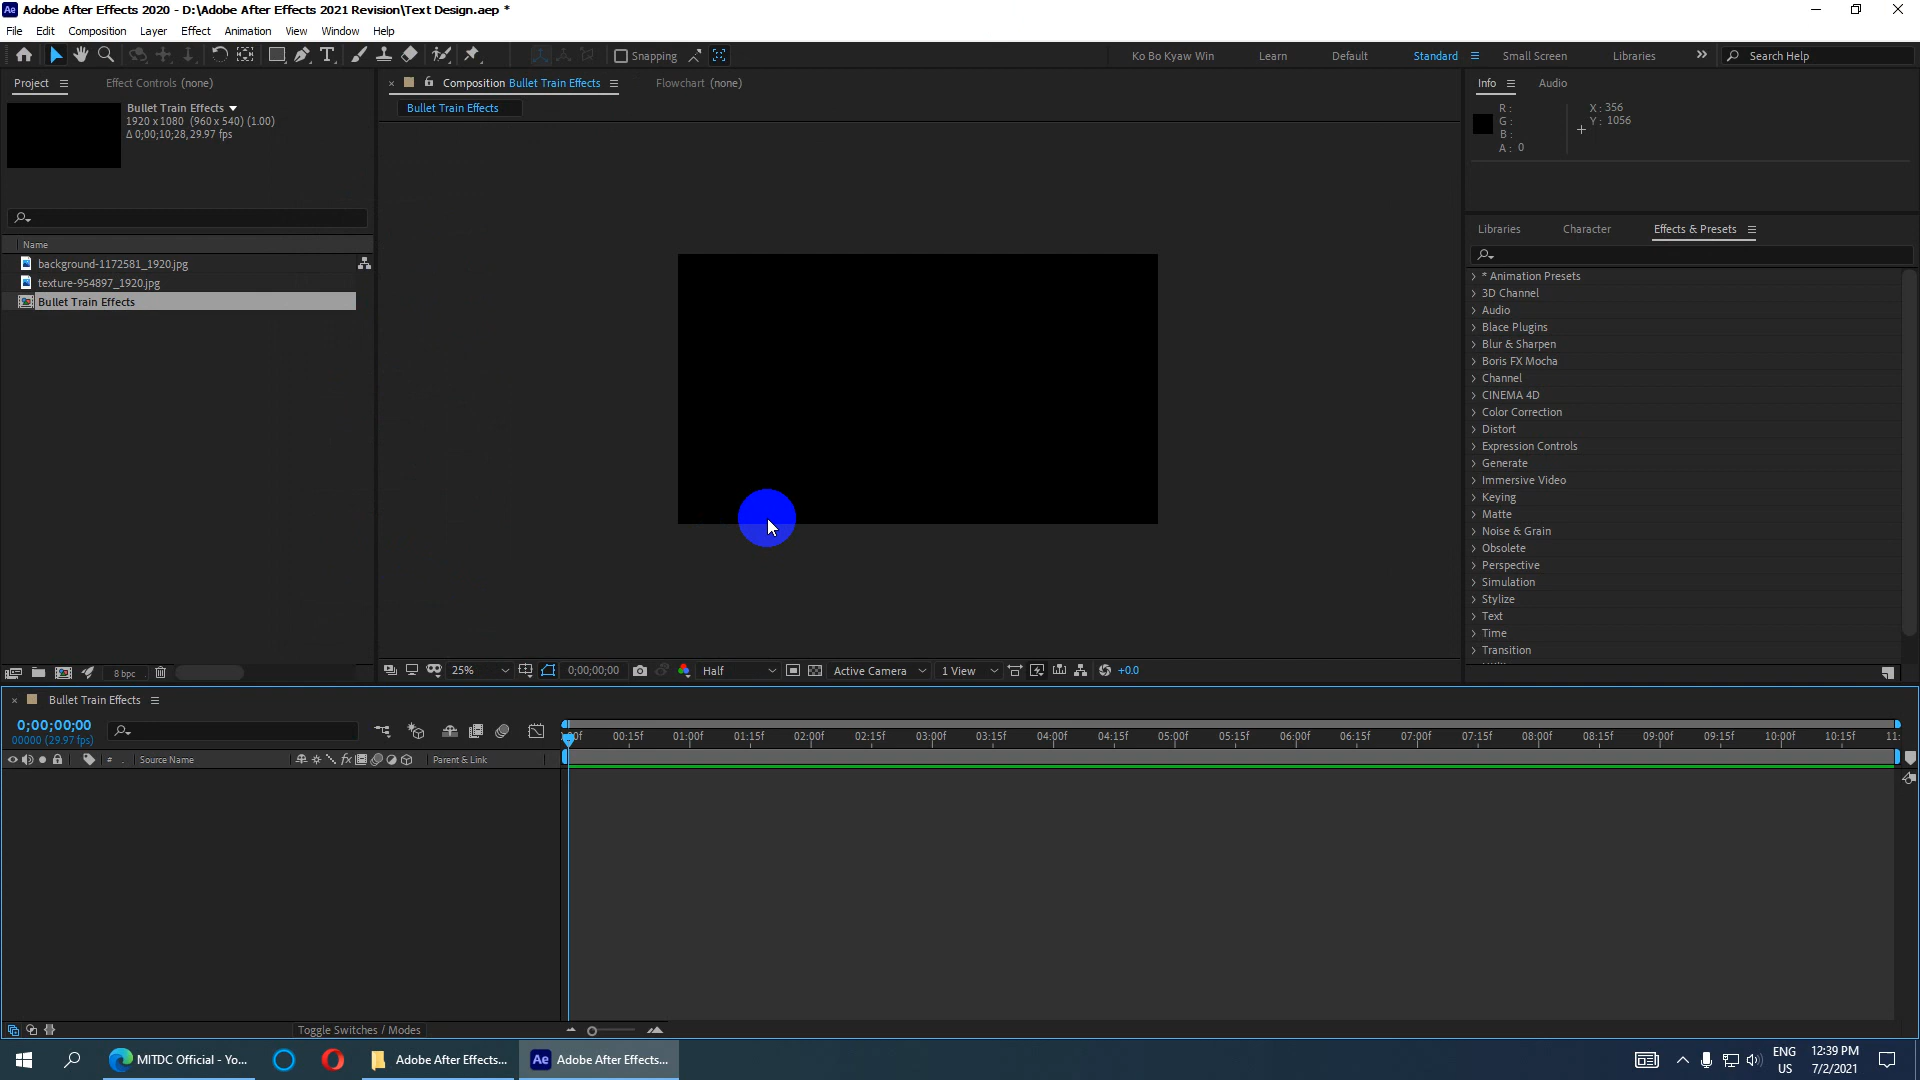 Adobe After Effects 2020 - D:\Adobe After Effects 2021 Revision\Text Design.aep *
File Edit Composition Layer Effect Animation View Window Help
Snapping
Ko Bo Kyaw Win Learn Default Standard Small Screen Libraries Search Help
Project Effect Controls (none)
Bullet Train Effects
1920 x 1080 (960 x 540) (1.00)
Δ 0;00;10;28, 29.97 fps
Name
background-1172581_1920.jpg
texture-954897_1920.jpg
Bullet Train Effects
8 bpc
Composition Bullet Train Effects
Flowchart (none)
Bullet Train Effects
25% 0;00;00;00 Half Active Camera 1 View +0.0
Info Audio
R :
G :
B :
A : 0
X : 356
Y : 1056
Libraries Character Effects & Presets
* Animation Presets
3D Channel
Audio
Blace Plugins
Blur & Sharpen
Boris FX Mocha
Channel
CINEMA 4D
Color Correction
Distort
Expression Controls
Generate
Immersive Video
Keying
Matte
Noise & Grain
Obsolete
Perspective
Simulation
Stylize
Text
Time
Transition
Bullet Train Effects
0;00;00;00
00000 (29.97 fps)
00:15f 01:00f 01:15f 02:00f 02:15f 03:00f 03:15f 04:00f 04:15f 05:00f 05:15f 06:00f 06:15f 07:00f 07:15f 08:00f 08:15f 09:00f 09:15f 10:00f 10:15f 11:
# . Source Name fx Parent & Link
Toggle Switches / Modes
MITDC Official - Yo...
Adobe After Effects...
Ae Adobe After Effects...
ENG
US
12:39 PM
7/2/2021